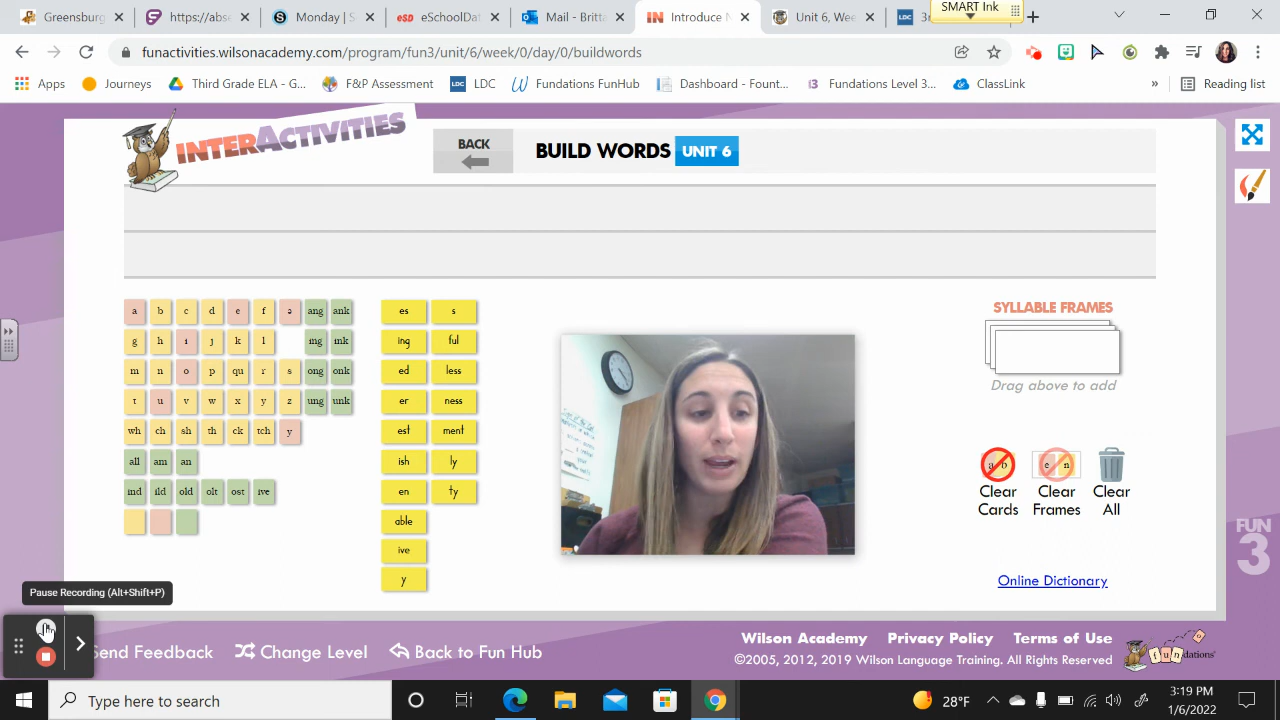 Greensburg
https://abse
Monday | S
eSchoolDat
Mail - Britta
Introduce N
Unit 6, Wee
SMART Ink
funactivities.wilsonacademy.com/program/fun3/unit/6/week/0/day/0/buildwords
Apps Journeys Third Grade ELA - G... F&P Assessment LDC Fundations FunHub Dashboard - Fount... Fundations Level 3... ClassLink » Reading list
INTERACTIVITIES
BACK
BUILD WORDS UNIT 6
a b c d e f ə ang ank
g h i j k l ing ink
m n o p qu r s ong onk
t u v w x y z ung unk
wh ch sh th ck tch y
all am an
ind ild old olt ost ive
es s
ing ful
ed less
er ness
est ment
ish ly
en ty
able
ive
y
SYLLABLE FRAMES
Drag above to add
a b
e n
Clear Cards
Clear Frames
Clear All
Online Dictionary
FUN
3
Pause Recording (Alt+Shift+P)
Send Feedback Change Level Back to Fun Hub
Wilson Academy Privacy Policy Terms of Use
©2005, 2012, 2019 Wilson Language Training. All Rights Reserved
fundations
Type here to search
28°F
3:19 PM
1/6/2022